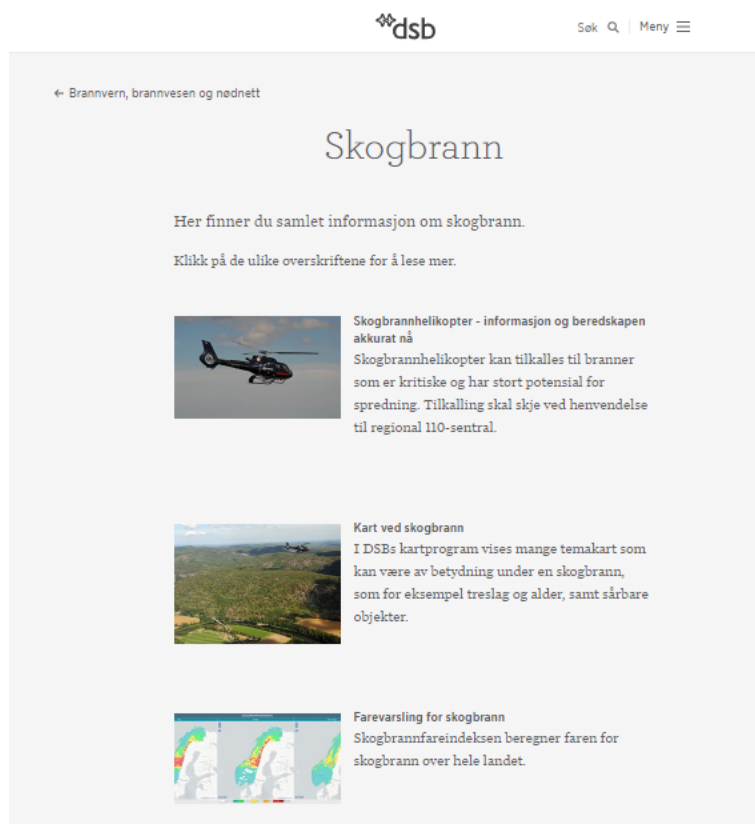 dsb
Søk
Meny
← Brannvern, brannvesen og nødnett
Skogbrann
Her finner du samlet informasjon om skogbrann.
Klikk på de ulike overskriftene for å lese mer.
Skogbrannhelikopter - informasjon og beredskapen
akkurat nå
Skogbrannhelikopter kan tilkalles til branner
som er kritiske og har stort potensial for
spredning. Tilkalling skal skje ved henvendelse
til regional 110-sentral.
Kart ved skogbrann
I DSBs kartprogram vises mange temakart som
kan være av betydning under en skogbrann,
som for eksempel treslag og alder, samt sårbare
objekter.
Farevarsling for skogbrann
Skogbrannfareindeksen beregner faren for
skogbrann over hele landet.